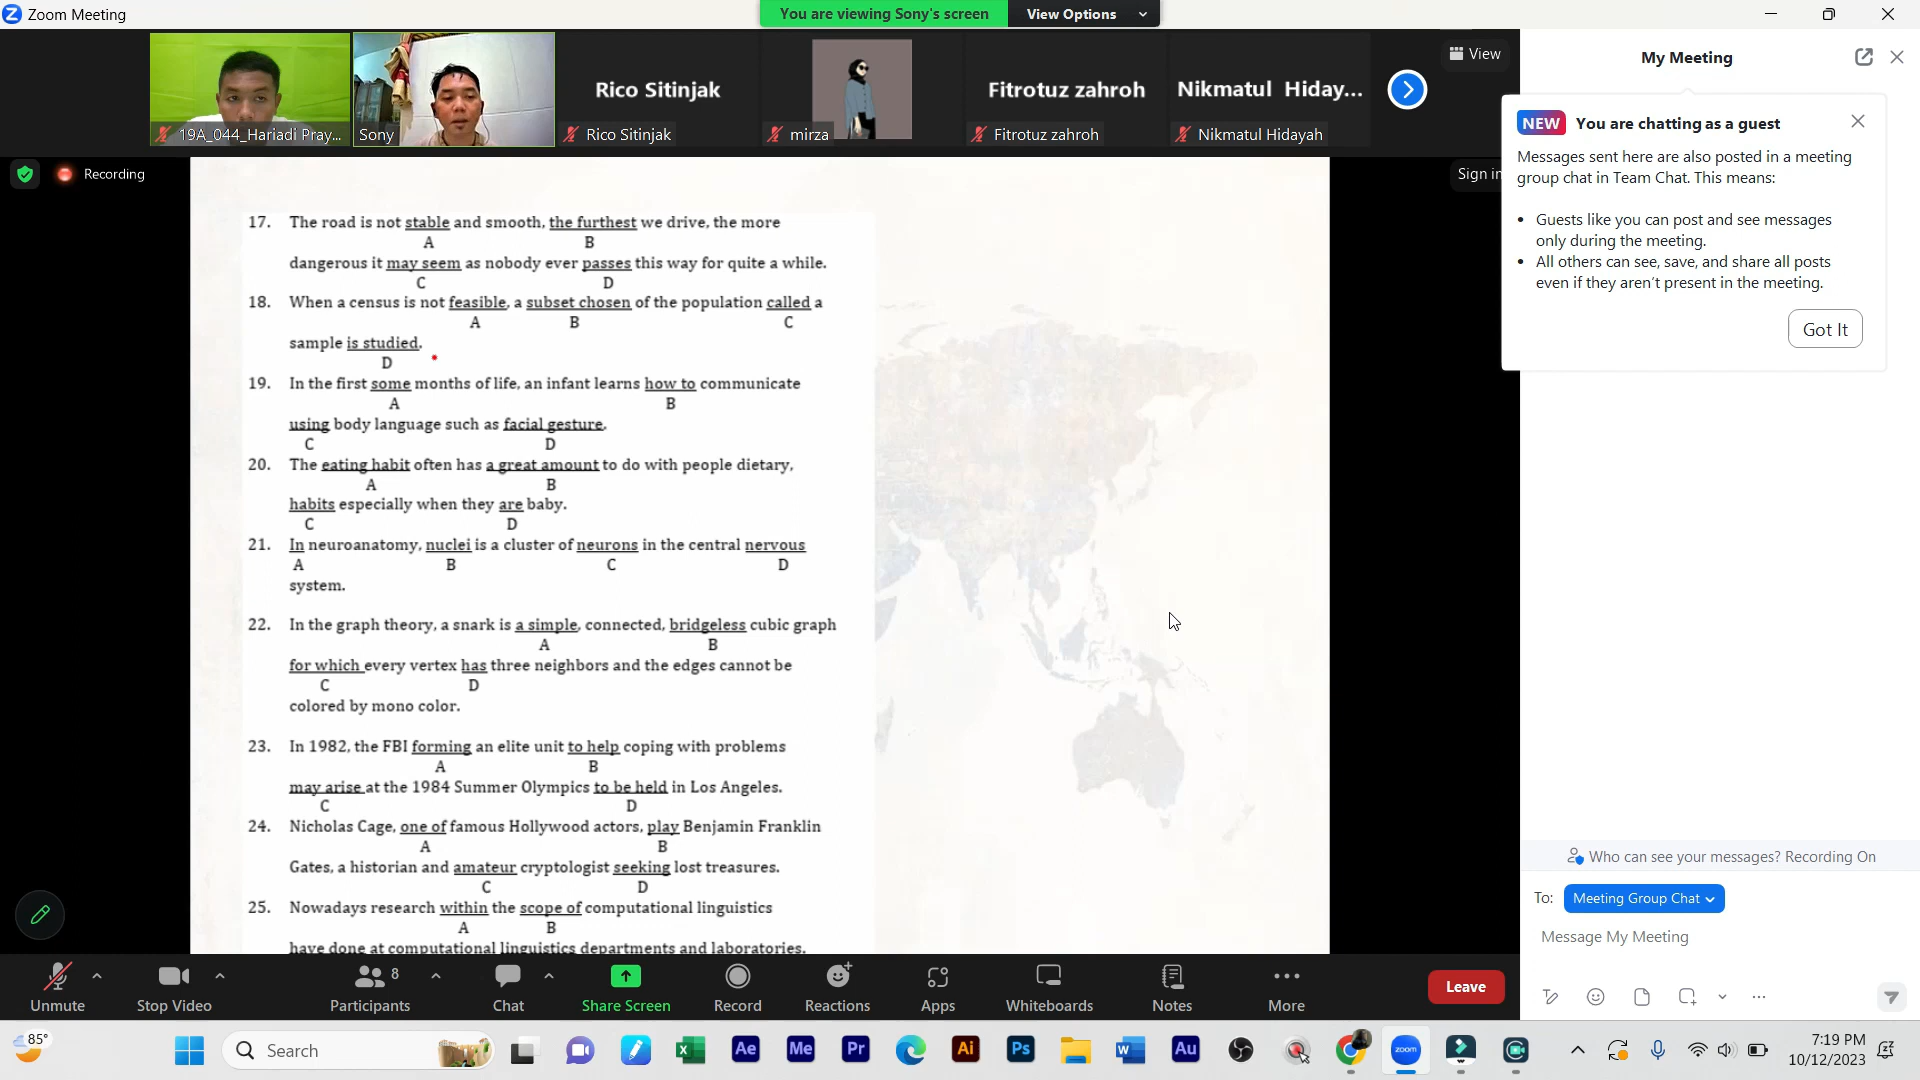 Zoom Meeting
You are viewing Sony's screen
View Options
19A_044_Hariadi Pray...
Sony
Rico Sitinjak
Rico Sitinjak
mirza
Fitrotuz zahroh
Fitrotuz zahroh
Nikmatul Hiday...
Nikmatul Hidayah
View
Recording
Sign in
17. The road is not stable and smooth, the furthest we drive, the more
A B
dangerous it may seem as nobody ever passes this way for quite a while.
C D
18. When a census is not feasible, a subset chosen of the population called a
A B C
sample is studied.
D
19. In the first some months of life, an infant learns how to communicate
A B
using body language such as facial gesture.
C D
20. The eating habit often has a great amount to do with people dietary,
A B
habits especially when they are baby.
C D
21. In neuroanatomy, nuclei is a cluster of neurons in the central nervous
A B C D
system.
22. In the graph theory, a snark is a simple, connected, bridgeless cubic graph
A B
for which every vertex has three neighbors and the edges cannot be
C D
colored by mono color.
23. In 1982, the FBI forming an elite unit to help coping with problems
A B
may arise at the 1984 Summer Olympics to be held in Los Angeles.
C D
24. Nicholas Cage, one of famous Hollywood actors, play Benjamin Franklin
A B
Gates, a historian and amateur cryptologist seeking lost treasures.
C D
25. Nowadays research within the scope of computational linguistics
A B
have done at computational linguistics departments and laboratories.
My Meeting
NEW You are chatting as a guest
Messages sent here are also posted in a meeting
group chat in Team Chat. This means:
• Guests like you can post and see messages
only during the meeting.
• All others can see, save, and share all posts
even if they aren't present in the meeting.
Got It
Who can see your messages? Recording On
To: Meeting Group Chat
Message My Meeting
Unmute
Stop Video
Participants
8
Chat
Share Screen
Record
Reactions
Apps
Whiteboards
Notes
More
Leave
85°
Search
Ae
Me
Pr
Ai
Ps
Au
zoom
7:19 PM
10/12/2023